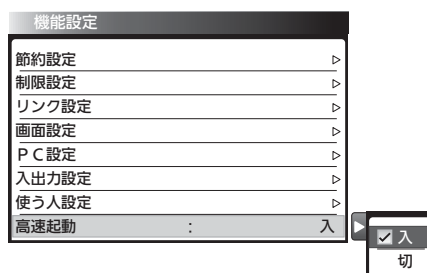 機能設定
節約設定
制限設定
リンク設定
画面設定
ＰＣ設定
入出力設定
使う人設定
高速起動 : 入
入
切